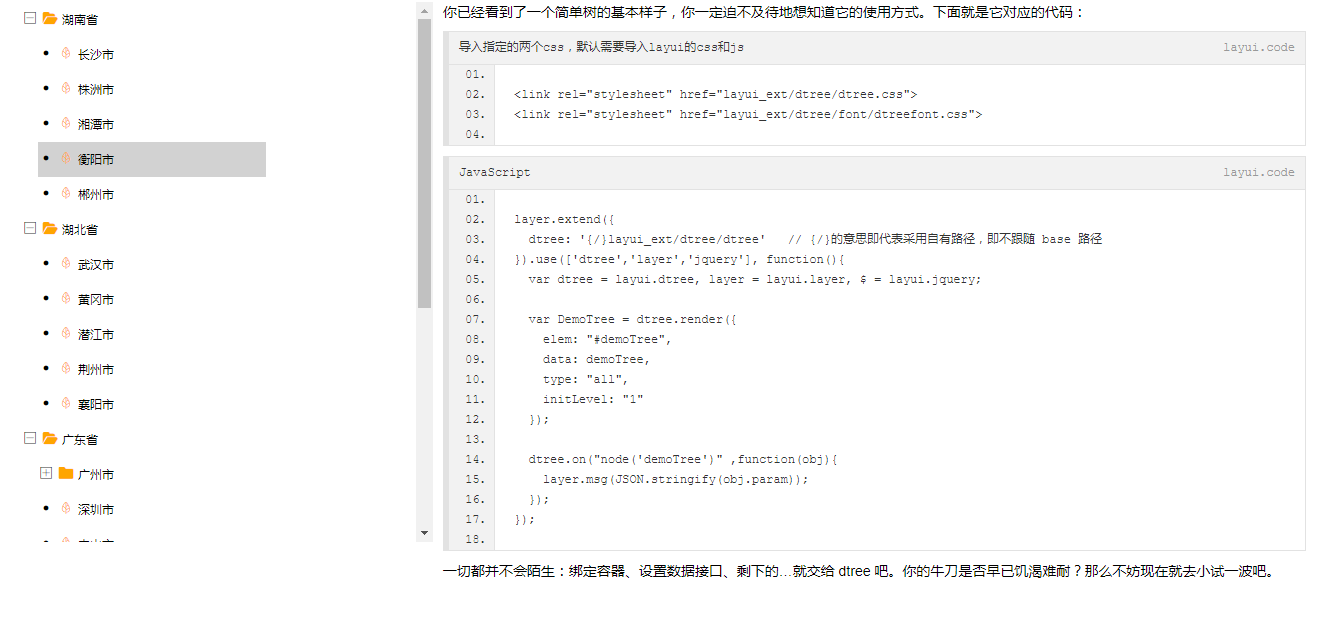 湖南省
长沙市
株洲市
湘潭市
衡阳市
郴州市
湖北省
武汉市
黄冈市
潜江市
荆州市
襄阳市
广东省
广州市
深圳市
你已经看到了一个简单树的基本样子，你一定迫不及待地想知道它的使用方式。下面就是它对应的代码：
导入指定的两个css，默认需要导入layui的css和js layui.code
01.
02. <link rel="stylesheet" href="layui_ext/dtree/dtree.css">
03. <link rel="stylesheet" href="layui_ext/dtree/font/dtreefont.css">
04.
JavaScript layui.code
01.
02. layer.extend({
03. dtree: '{/}layui_ext/dtree/dtree' // {/}的意思即代表采用自有路径，即不跟随 base 路径
04. }).use(['dtree','layer','jquery'], function(){
05. var dtree = layui.dtree, layer = layui.layer, $ = layui.jquery;
06.
07. var DemoTree = dtree.render({
08. elem: "#demoTree",
09. data: demoTree,
10. type: "all",
11. initLevel: "1"
12. });
13.
14. dtree.on("node('demoTree')" ,function(obj){
15. layer.msg(JSON.stringify(obj.param));
16. });
17. });
18.
一切都并不会陌生：绑定容器、设置数据接口、剩下的…就交给 dtree 吧。你的牛刀是否早已饥渴难耐？那么不妨现在就去小试一波吧。